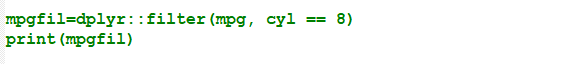 mpgfil=dplyr::filter(mpg, cyl == 8)
print(mpgfil)